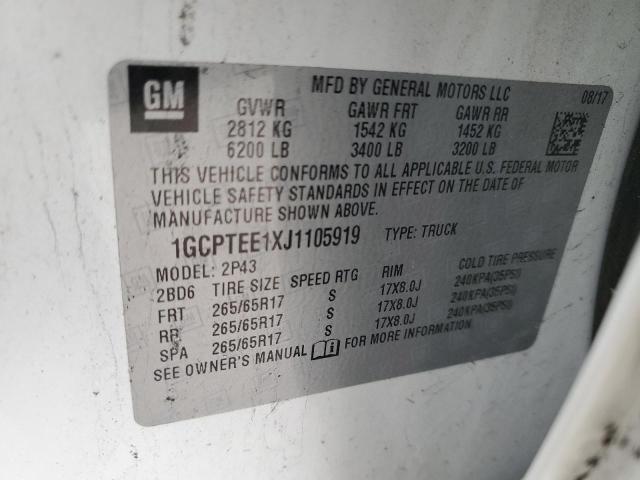 GM
MFD BY GENERAL MOTORS LLC 08/17
GVWR GAWR FRT GAWR RR
2812 KG 1542 KG 1452 KG
6200 LB 3400 LB 3200 LB
THIS VEHICLE CONFORMS TO ALL APPLICABLE U.S. FEDERAL MOTOR
VEHICLE SAFETY STANDARDS IN EFFECT ON THE DATE OF
MANUFACTURE SHOWN ABOVE.
1GCPTEE1XJ1105919 TYPE: TRUCK
MODEL: 2P43
2BD6 TIRE SIZE SPEED RTG RIM COLD TIRE PRESSURE
FRT 265/65R17 S 17X8.0J 240KPA(35PSI)
RR 265/65R17 S 17X8.0J 240KPA(35PSI)
SPA 265/65R17 S 17X8.0J 240KPA(35PSI)
SEE OWNER'S MANUAL FOR MORE INFORMATION